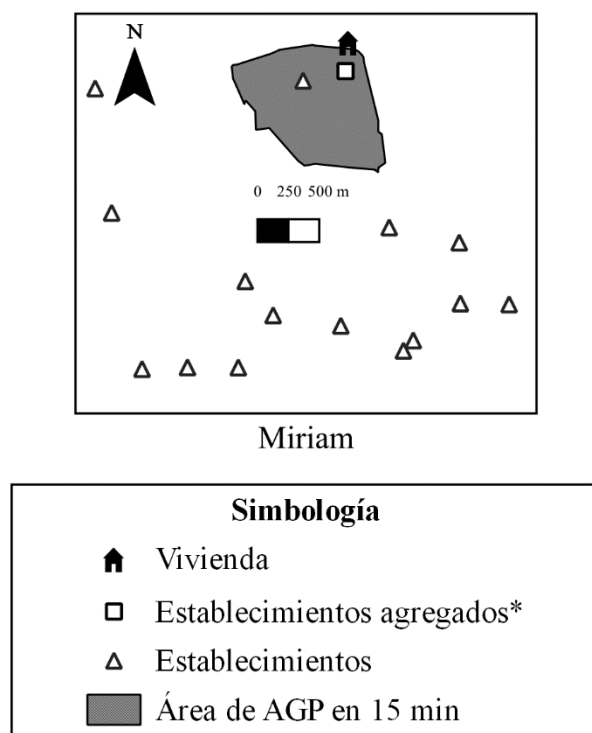 N
0 250 500 m
Miriam
Simbología
Vivienda
Establecimientos agregados*
Establecimientos
Área de AGP en 15 min